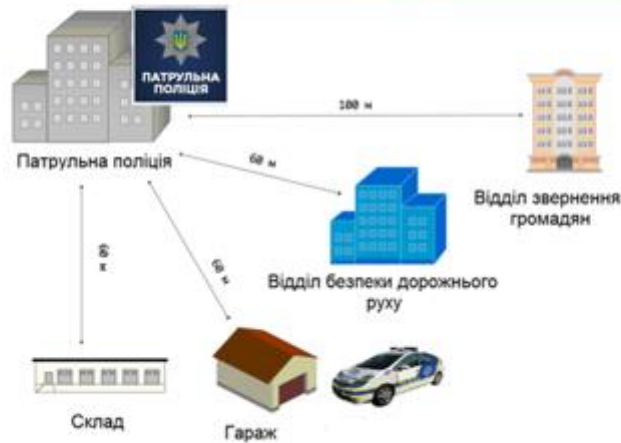 ПАТРУЛЬНА
ПОЛІЦІЯ
100 м
Патрульна поліція
60 м
Відділ звернення
громадян
60 м
60 м
Відділ безпеки дорожнього
руху
Склад
Гараж